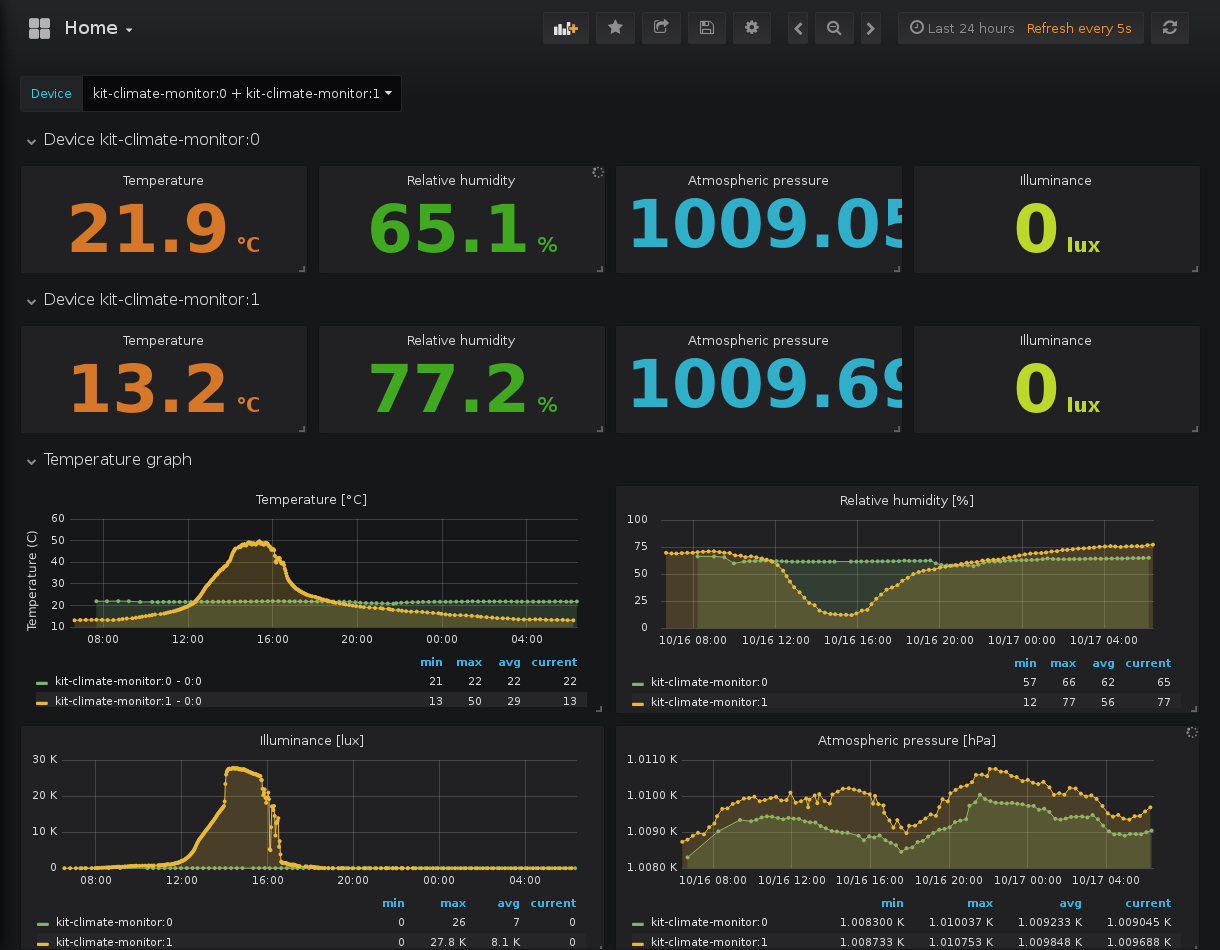 Home
Last 24 hours Refresh every 5s
Device kit-climate-monitor:0 + kit-climate-monitor:1
Device kit-climate-monitor:0
Temperature Relative humidity Atmospheric pressure Illuminance
21.9 °C 65.1 % 1009.05 0 lux
Device kit-climate-monitor:1
Temperature Relative humidity Atmospheric pressure Illuminance
13.2 °C 77.2 % 1009.69 0 lux
Temperature graph
Temperature [°C]
Temperature (C)
60
50
40
30
20
10
08:00 12:00 16:00 20:00 00:00 04:00
min max avg current
kit-climate-monitor:0 - 0:0 21 22 22 22
kit-climate-monitor:1 - 0:0 13 50 29 13
Relative humidity [%]
100
75
50
25
0
10/16 08:00 10/16 12:00 10/16 16:00 10/16 20:00 10/17 00:00 10/17 04:00
min max avg current
kit-climate-monitor:0 57 66 62 65
kit-climate-monitor:1 12 77 56 77
Illuminance [lux]
30 K
20 K
10 K
0
08:00 12:00 16:00 20:00 00:00 04:00
min max avg current
kit-climate-monitor:0 0 26 7 0
kit-climate-monitor:1 0 27.8 K 8.1 K 0
Atmospheric pressure [hPa]
1.0110 K
1.0100 K
1.0090 K
1.0080 K
10/16 08:00 10/16 12:00 10/16 16:00 10/16 20:00 10/17 00:00 10/17 04:00
min max avg current
kit-climate-monitor:0 1.008300 K 1.010037 K 1.009233 K 1.009045 K
kit-climate-monitor:1 1.008733 K 1.010753 K 1.009848 K 1.009688 K